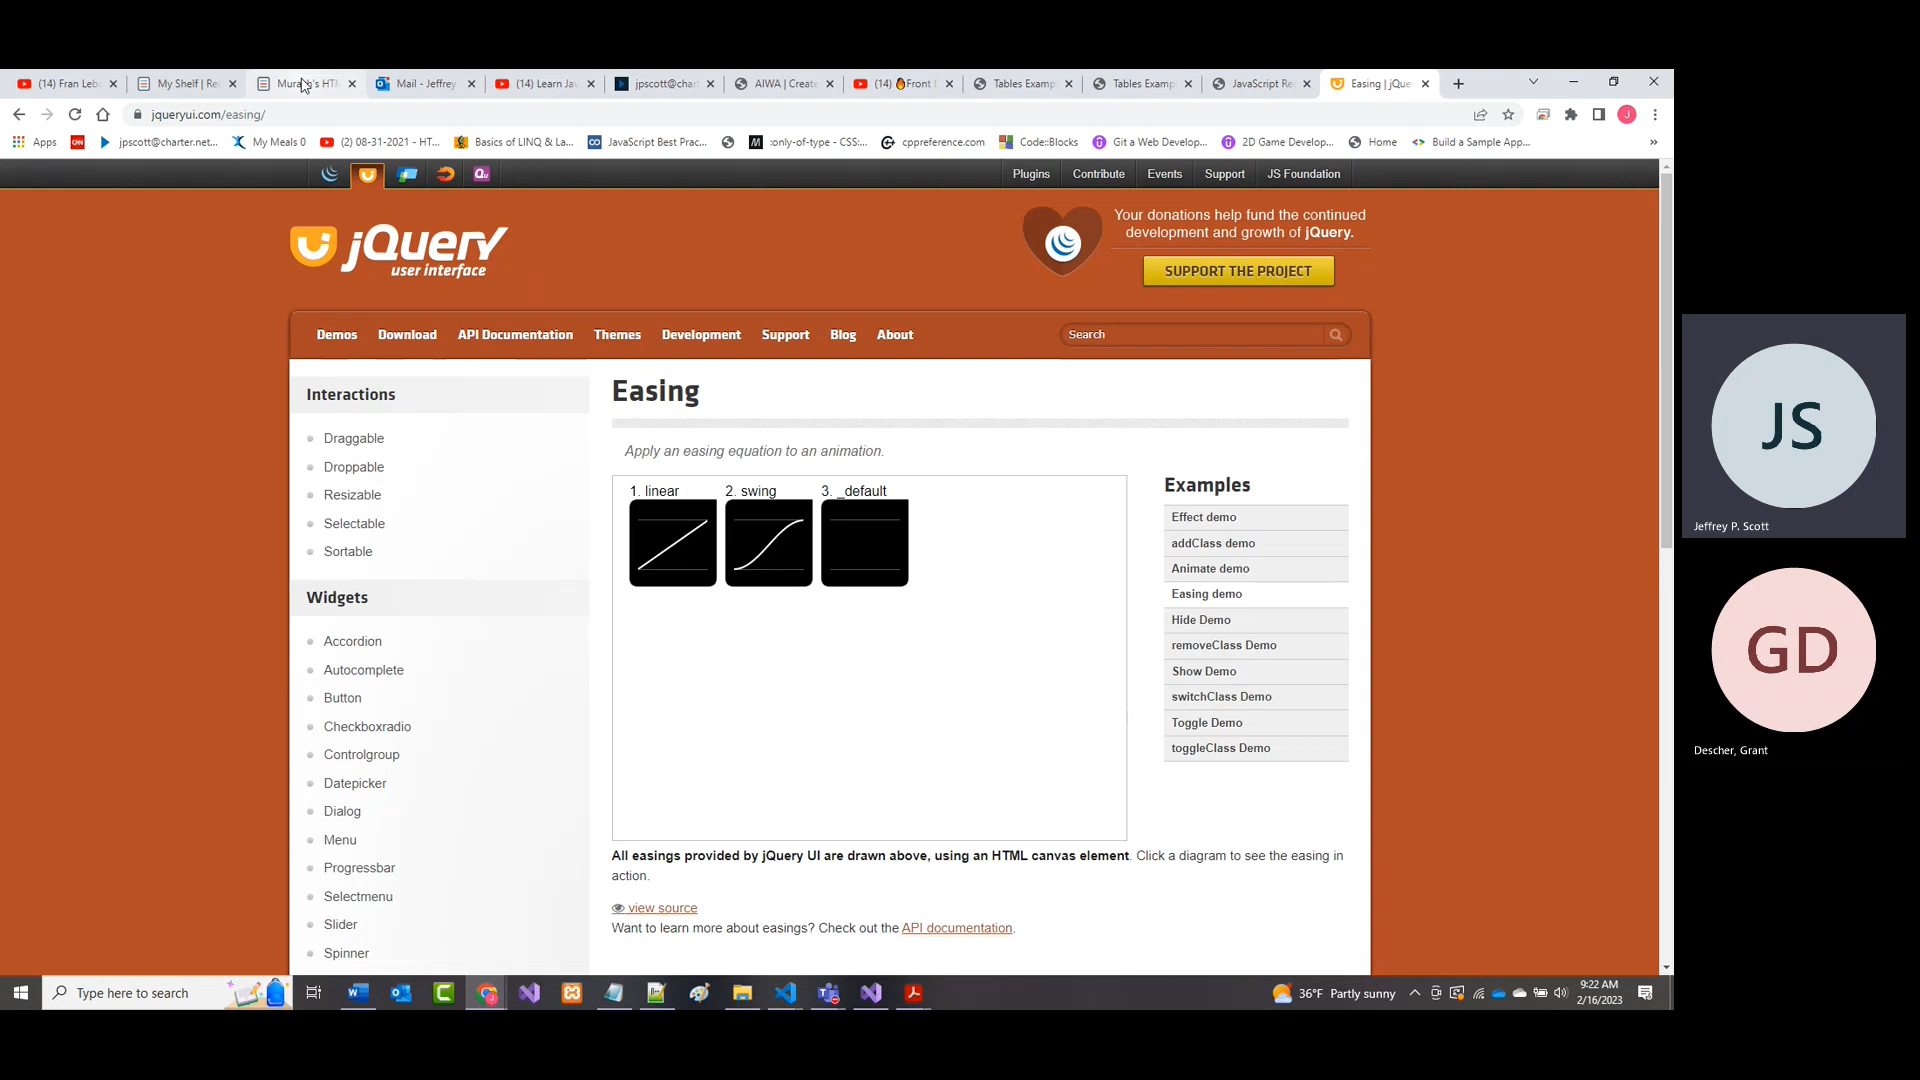 (14) Fran Leb
My Shelf | Re
Murach's HTM
Mail - Jeffrey
(14) Learn Jav
jpscott@chart
AIWA | Create
(14) 🔥Front E
Tables Examp
Tables Examp
JavaScript Re
Easing | jQue
jqueryui.com/easing/
J
Apps
CNN
jpscott@charter.net...
My Meals 0
(2) 08-31-2021 - HT...
Basics of LINQ & La...
JavaScript Best Prac...
M
:only-of-type - CSS:...
cppreference.com
Code::Blocks
Git a Web Develop...
2D Game Develop...
Home
Build a Sample App...
»
Qu
Plugins
Contribute
Events
Support
JS Foundation
jQuery
user interface
Your donations help fund the continued
development and growth of jQuery.
SUPPORT THE PROJECT
Demos
Download
API Documentation
Themes
Development
Support
Blog
About
Search
Interactions
Draggable
Droppable
Resizable
Selectable
Sortable
Widgets
Accordion
Autocomplete
Button
Checkboxradio
Controlgroup
Datepicker
Dialog
Menu
Progressbar
Selectmenu
Slider
Spinner
Easing
Apply an easing equation to an animation.
1. linear
2. swing
3. _default
All easings provided by jQuery UI are drawn above, using an HTML canvas element. Click a diagram to see the easing in
action.
view source
Want to learn more about easings? Check out the API documentation.
Examples
Effect demo
addClass demo
Animate demo
Easing demo
Hide Demo
removeClass Demo
Show Demo
switchClass Demo
Toggle Demo
toggleClass Demo
JS
Jeffrey P. Scott
GD
Descher, Grant
Type here to search
36°F Partly sunny
9:22 AM
2/16/2023